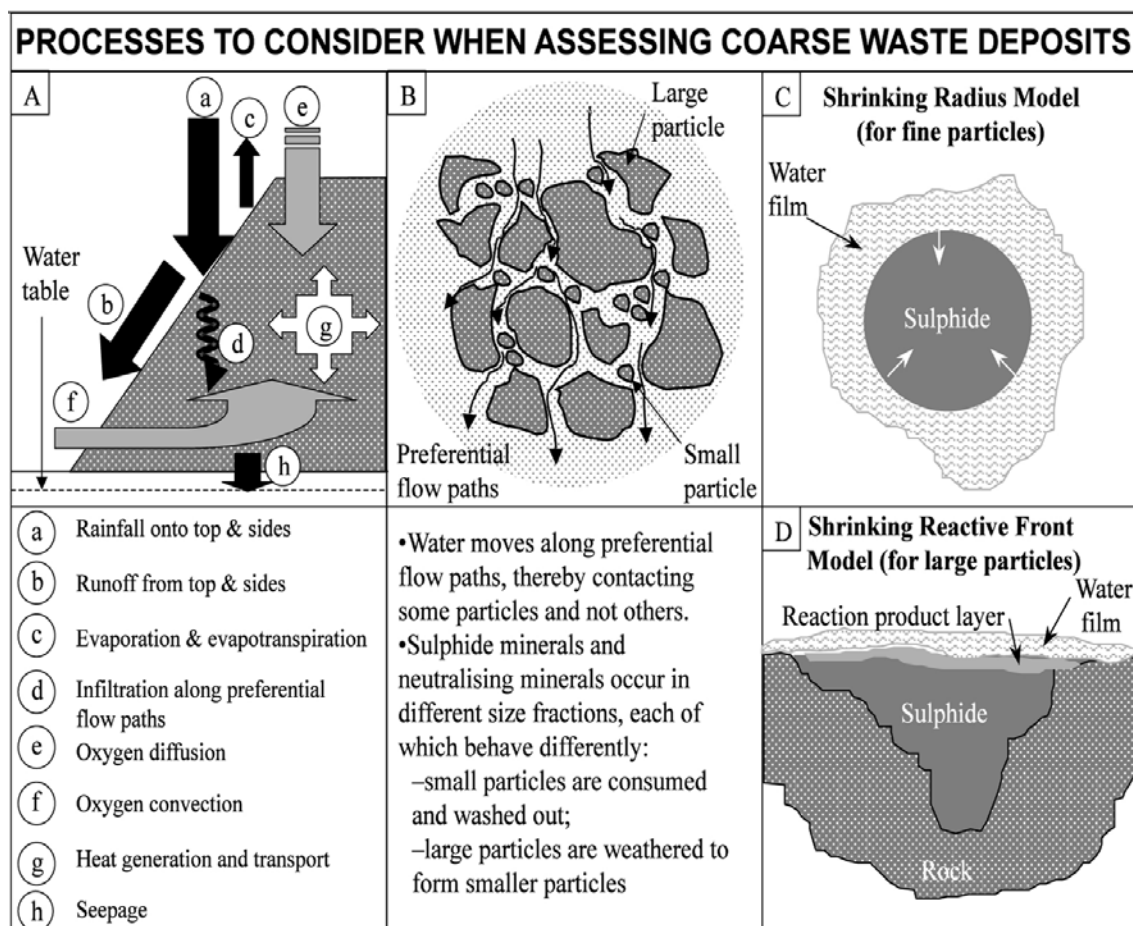 PROCESSES TO CONSIDER WHEN ASSESSING COARSE WASTE DEPOSITS
A
a
c
e
Water
table
b
d
g
f
h
a Rainfall onto top & sides
b Runoff from top & sides
c Evaporation & evapotranspiration
d Infiltration along preferential
flow paths
e Oxygen diffusion
f Oxygen convection
g Heat generation and transport
h Seepage
B
Large
particle
Preferential
flow paths
Small
particle
•Water moves along preferential
flow paths, thereby contacting
some particles and not others.
•Sulphide minerals and
neutralising minerals occur in
different size fractions, each of
which behave differently:
–small particles are consumed
and washed out;
–large particles are weathered to
form smaller particles
C
Shrinking Radius Model
(for fine particles)
Water
film
Sulphide
D
Shrinking Reactive Front
Model (for large particles)
Water
film
Reaction product layer
Sulphide
Rock